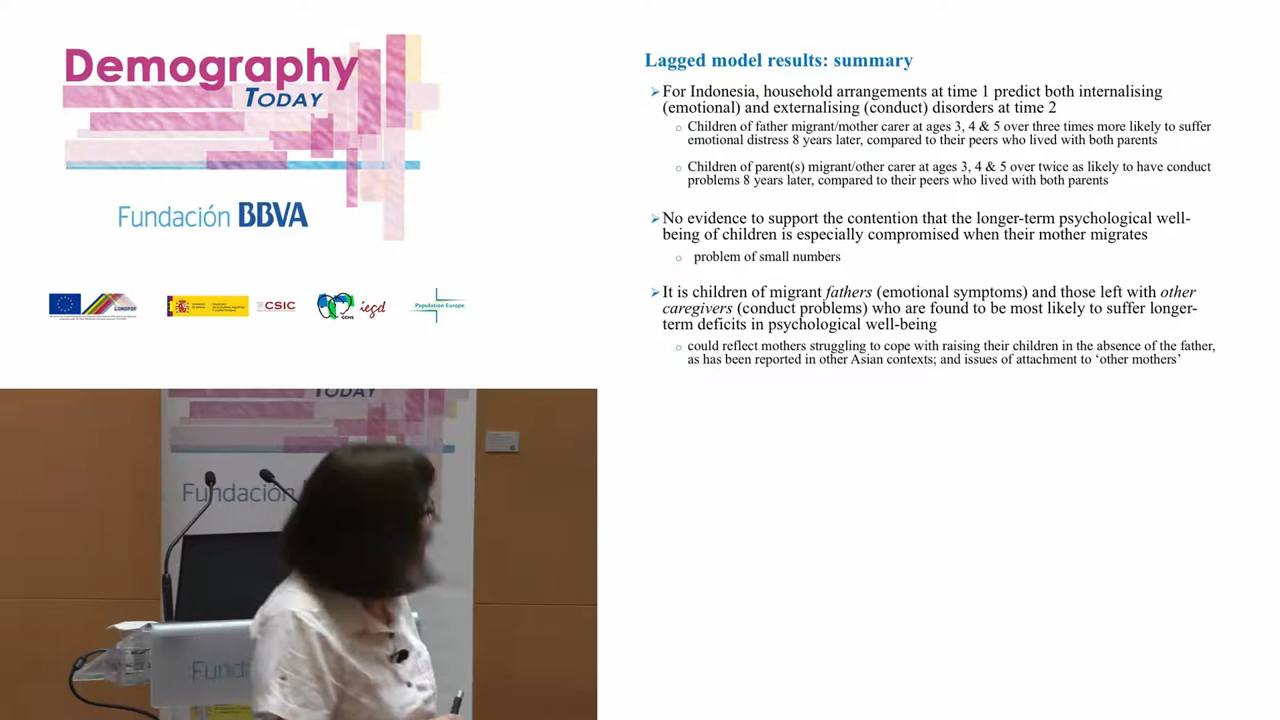 Demography
TODAY
Fundación BBVA
LONGPOP
CSIC
CCHS
iegd
Population Europe
Lagged model results: summary
➢For Indonesia, household arrangements at time 1 predict both internalising
(emotional) and externalising (conduct) disorders at time 2
○ Children of father migrant/mother carer at ages 3, 4 & 5 over three times more likely to suffer
emotional distress 8 years later, compared to their peers who lived with both parents
○ Children of parent(s) migrant/other carer at ages 3, 4 & 5 over twice as likely to have conduct
problems 8 years later, compared to their peers who lived with both parents
➢No evidence to support the contention that the longer-term psychological well-
being of children is especially compromised when their mother migrates
○ problem of small numbers
➢It is children of migrant fathers (emotional symptoms) and those left with other
caregivers (conduct problems) who are found to be most likely to suffer longer-
term deficits in psychological well-being
○ could reflect mothers struggling to cope with raising their children in the absence of the father,
as has been reported in other Asian contexts; and issues of attachment to ‘other mothers’
TODAY
Fundación
Funda